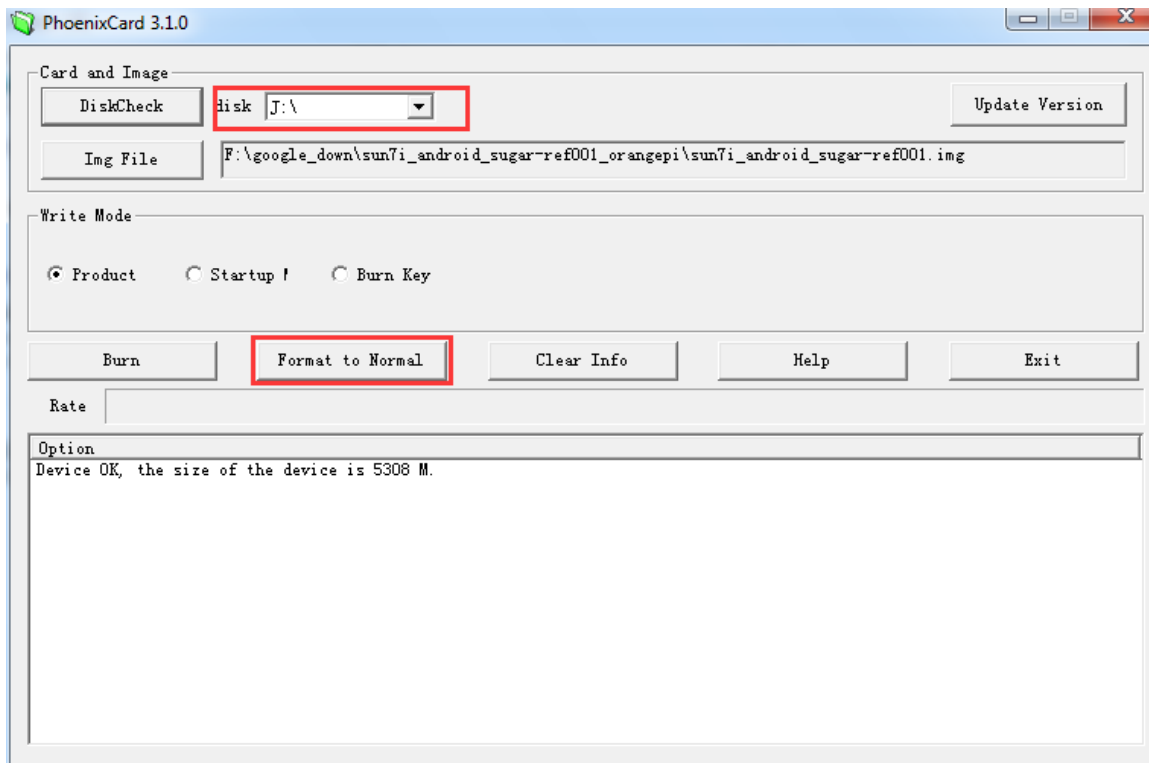 PhoenixCard 3.1.0
Card and Image
DiskCheck disk J:\ Update Version
Img File F:\google_down\sun7i_android_sugar-ref001_orangepi\sun7i_android_sugar-ref001.img
Write Mode
Product Startup Burn Key
Burn Format to Normal Clear Info Help Exit
Rate
Option
Device OK, the size of the device is 5308 M.